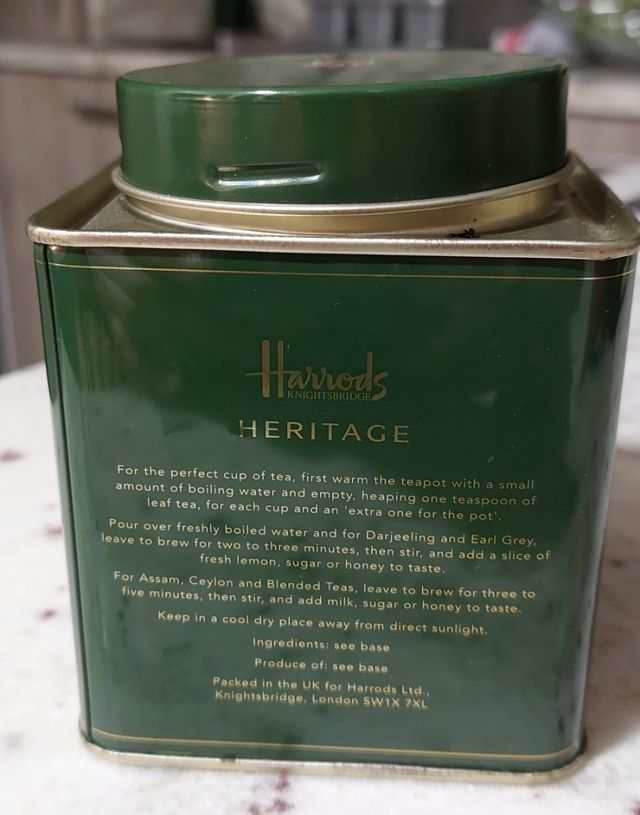 Harrods
KNIGHTSBRIDGE
HERITAGE
For the perfect cup of tea, first warm the teapot with a small
amount of boiling water and empty, heaping one teaspoon of
leaf tea, for each cup and an 'extra one for the pot'.
Pour over freshly boiled water and for Darjeeling and Earl Grey,
leave to brew for two to three minutes, then stir, and add a slice of
fresh lemon, sugar or honey to taste.
For Assam, Ceylon and Blended Teas, leave to brew for three to
five minutes, then stir, and add milk, sugar or honey to taste.
Keep in a cool dry place away from direct sunlight.
Ingredients: see base
Produce of: see base
Packed in the UK for Harrods Ltd.,
Knightsbridge, London SW1X 7XL